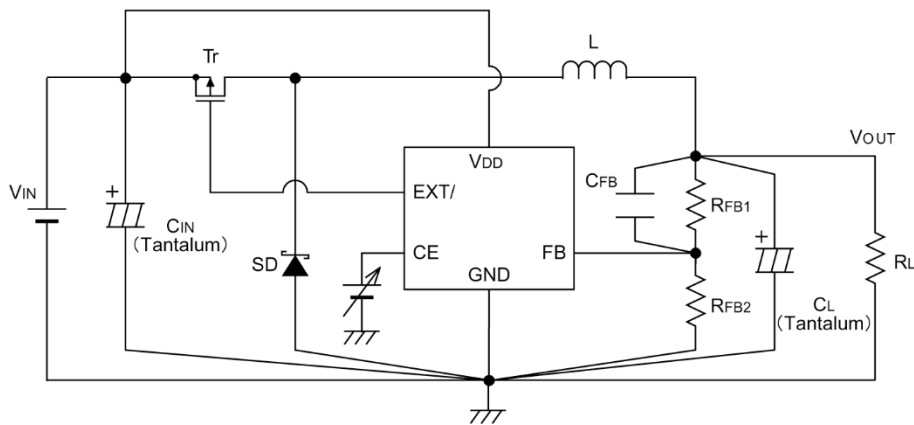 Tr
L
VDD
VOUT
EXT/
CFB
RFB1
VIN
+
CIN
(Tantalum)
SD
CE
FB
GND
+
RL
RFB2
CL
(Tantalum)